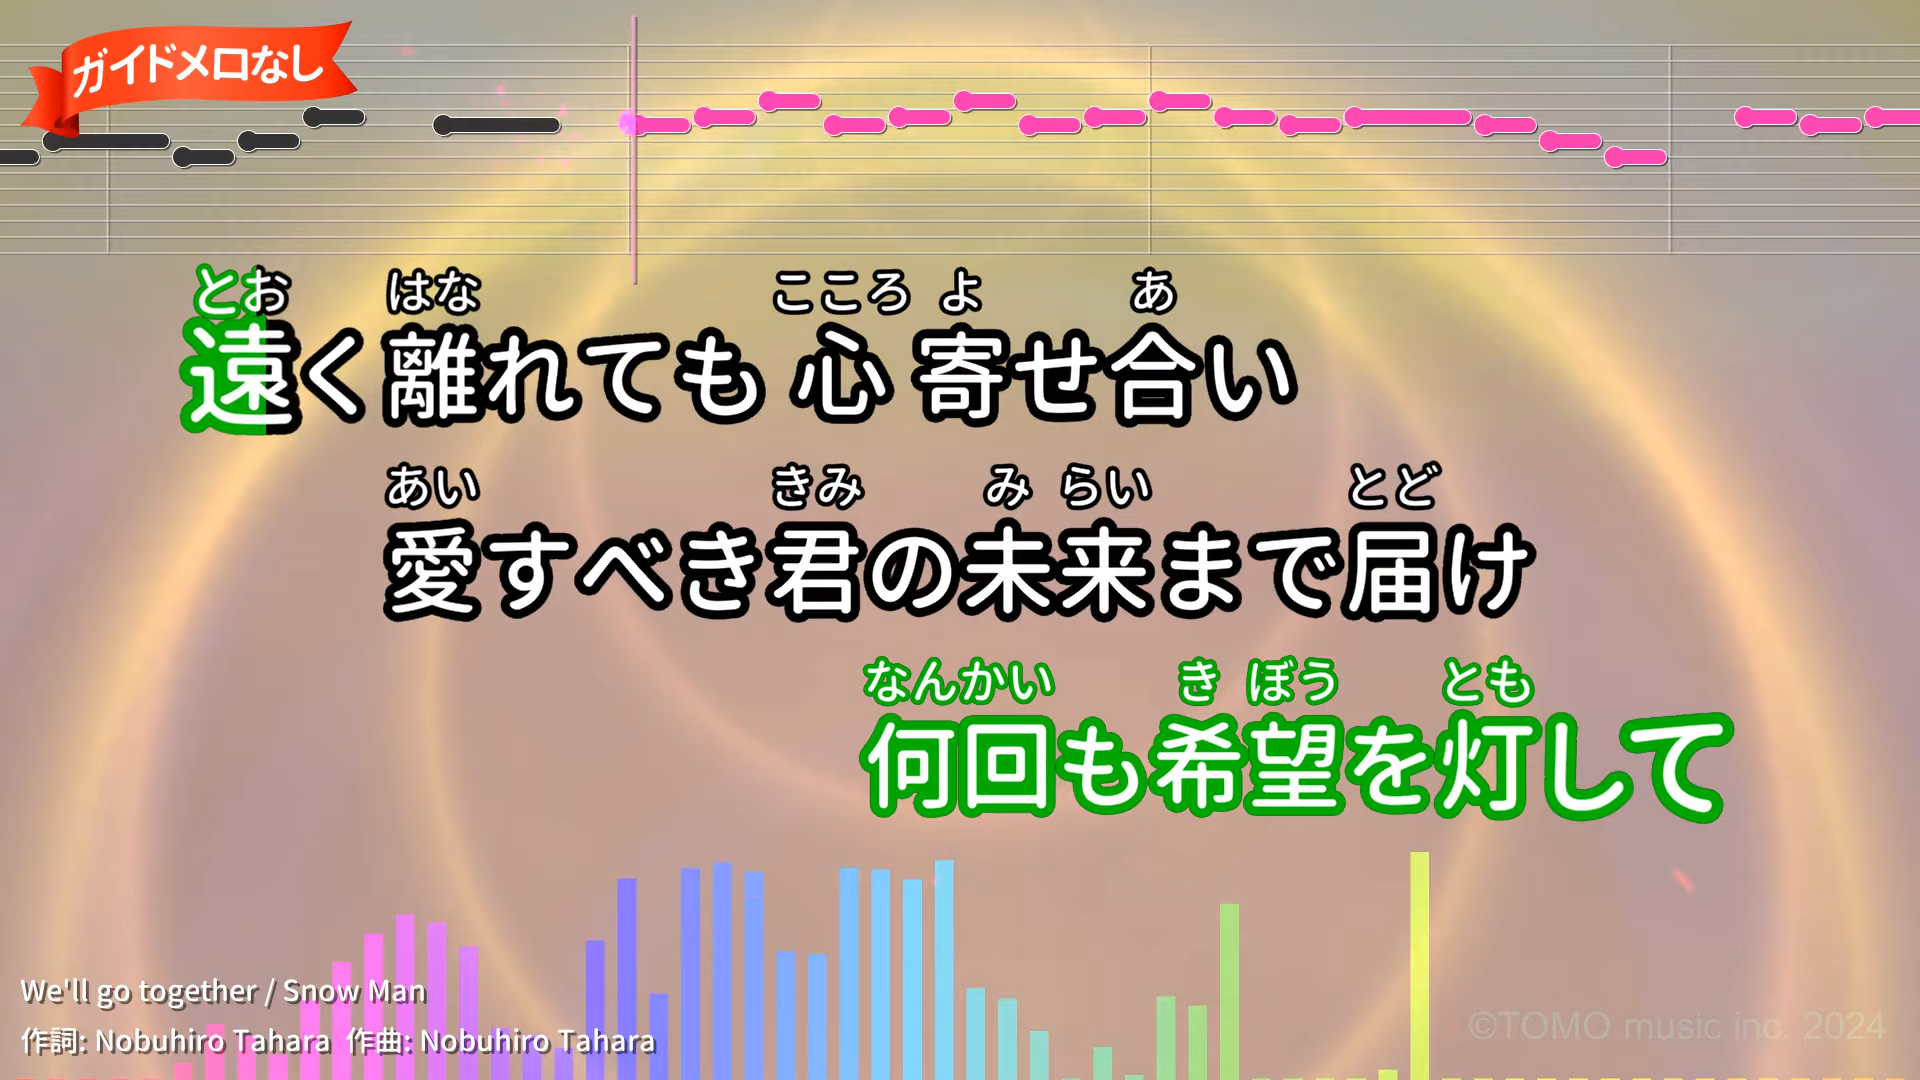 ガイドメロなし
とお はな こころ よ あ
遠く離れても 心 寄せ合い
あい きみ み らい とど
愛すべき君の未来まで届け
なんかい き ぼう とも
何回も希望を灯して
We'll go together / Snow Man
作詞: Nobuhiro Tahara 作曲: Nobuhiro Tahara
©TOMO music inc. 2024